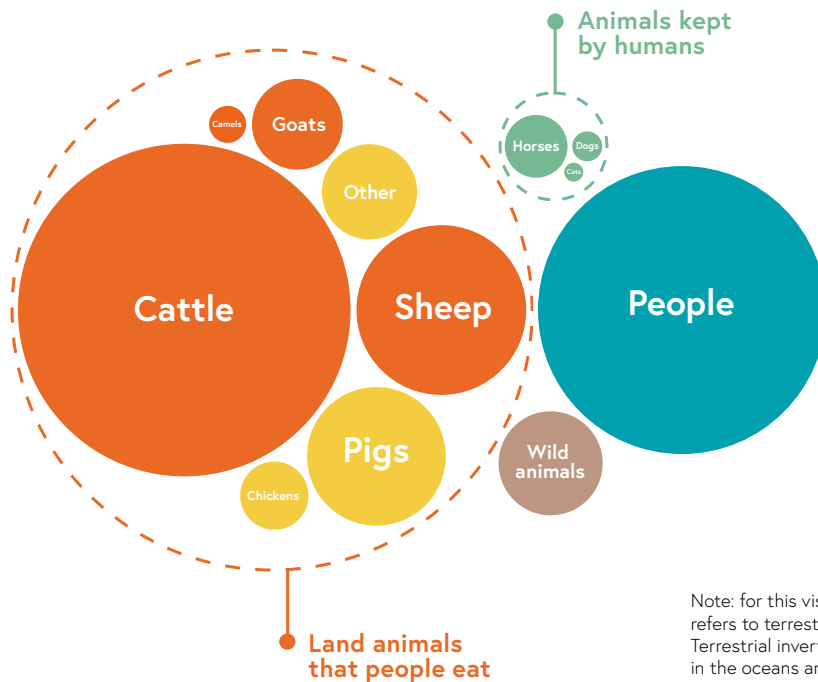 Animals kept
by humans
Camels
Goats
Horses
Dogs
Cats
Other
Cattle
Sheep
People
Pigs
Wild
animals
Chickens
Land animals
that people eat
Note: for this vis
refers to terrest
Terrestrial invert
in the oceans an